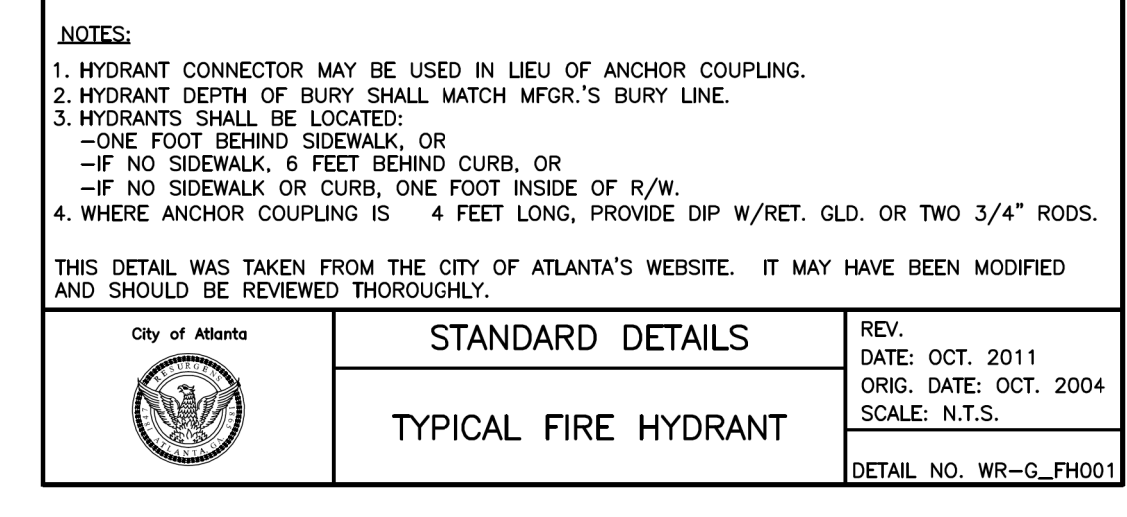 NOTES:
1. HYDRANT CONNECTOR MAY BE USED IN LIEU OF ANCHOR COUPLING.
2. HYDRANT DEPTH OF BURY SHALL MATCH MFGR.'S BURY LINE.
3. HYDRANTS SHALL BE LOCATED:
–ONE FOOT BEHIND SIDEWALK, OR
–IF NO SIDEWALK, 6 FEET BEHIND CURB, OR
–IF NO SIDEWALK OR CURB, ONE FOOT INSIDE OF R/W.
4. WHERE ANCHOR COUPLING IS 4 FEET LONG, PROVIDE DIP W/RET. GLD. OR TWO 3/4" RODS.
THIS DETAIL WAS TAKEN FROM THE CITY OF ATLANTA'S WEBSITE. IT MAY HAVE BEEN MODIFIED
AND SHOULD BE REVIEWED THOROUGHLY.
City of Atlanta
RESURGENS
1847 ATLANTA, GA. 1865
STANDARD DETAILS
TYPICAL FIRE HYDRANT
REV.
DATE: OCT. 2011
ORIG. DATE: OCT. 2004
SCALE: N.T.S.
DETAIL NO. WR–G_FH001